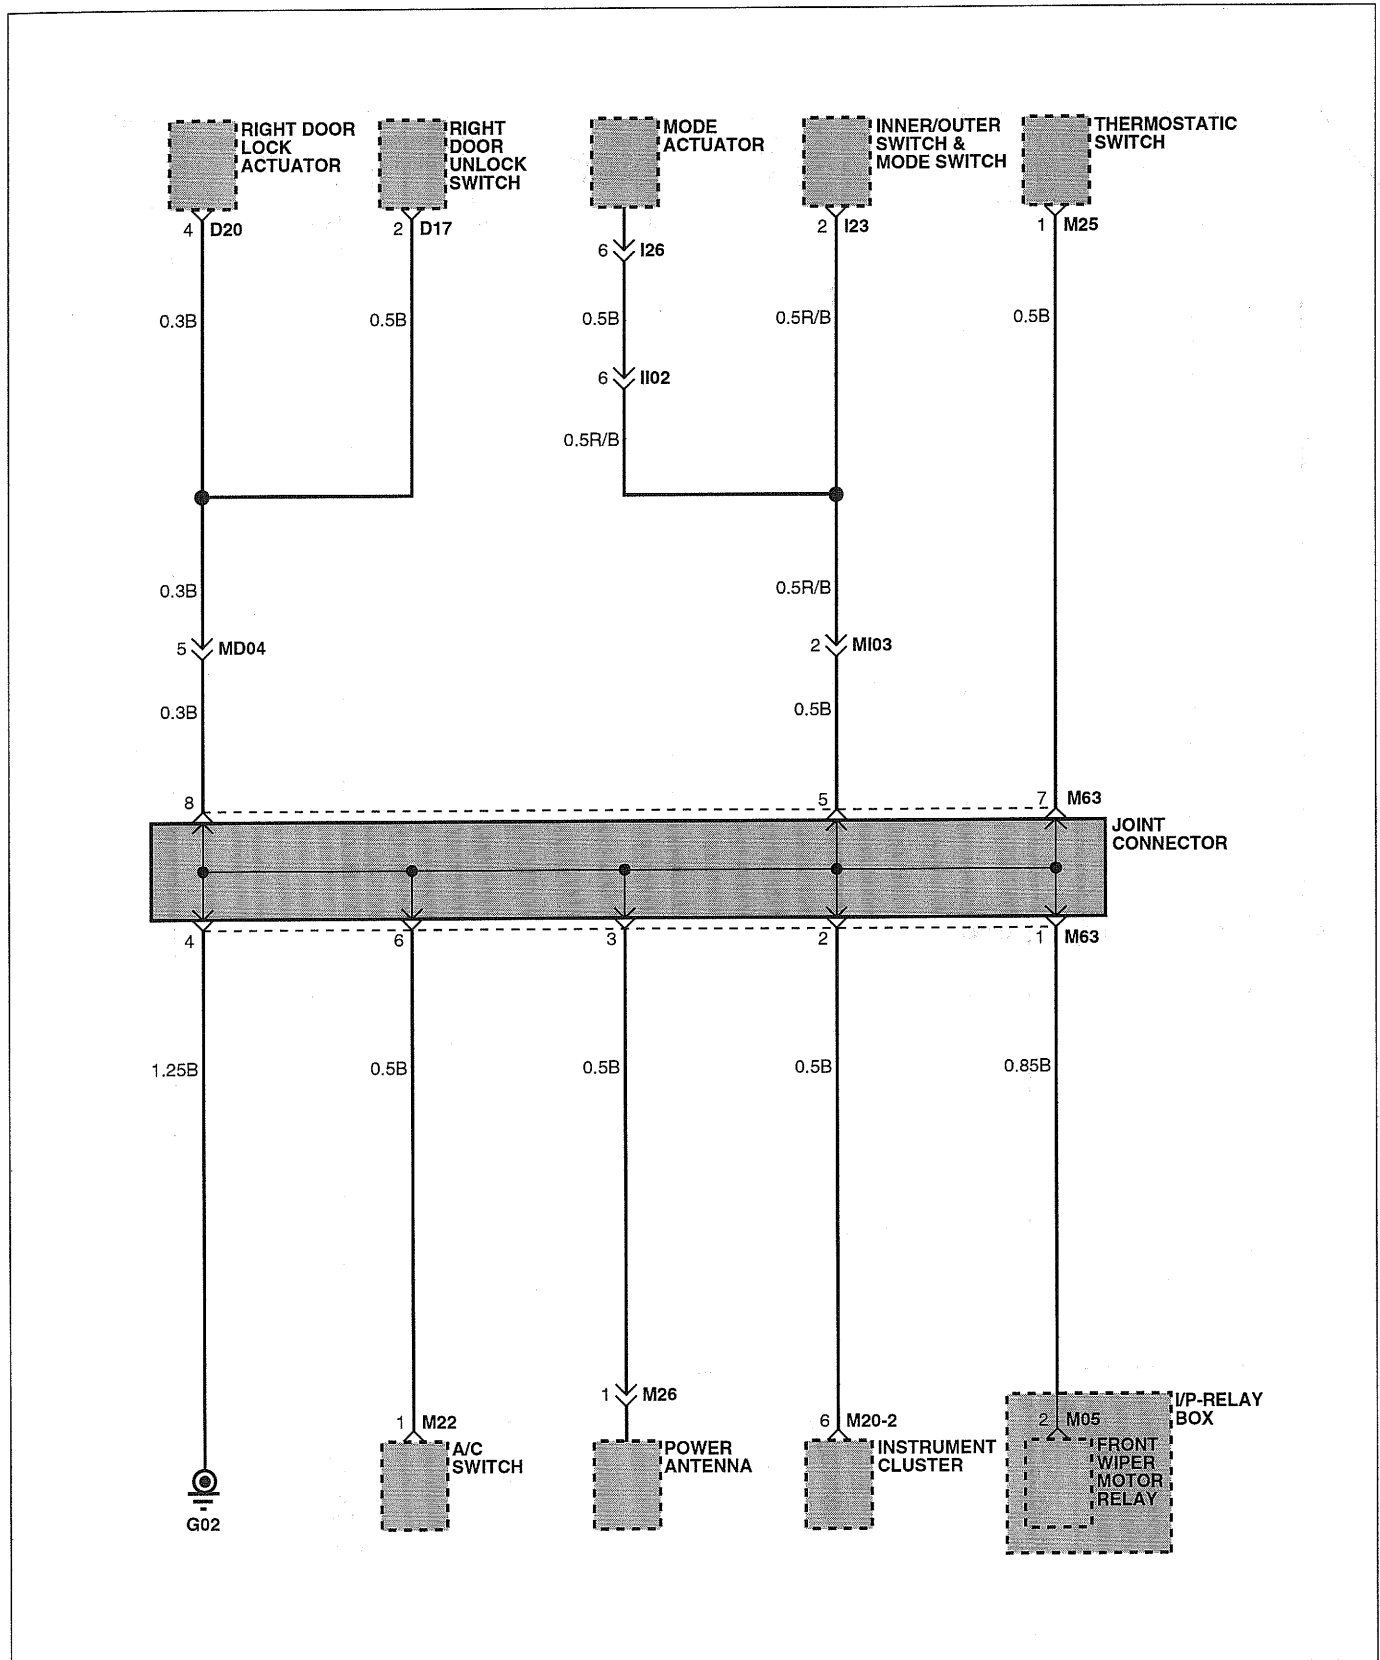 RIGHT DOOR
LOCK
ACTUATOR
RIGHT
DOOR
UNLOCK
SWITCH
MODE
ACTUATOR
INNER/OUTER
SWITCH &
MODE SWITCH
THERMOSTATIC
SWITCH
4 D20
2 D17
6 I26
2 I23
1 M25
0.3B
0.5B
0.5B
0.5R/B
0.5B
6 II02
0.5R/B
0.3B
0.5R/B
5 MD04
2 MI03
0.3B
0.5B
8
5
7 M63
JOINT
CONNECTOR
4
6
3
2
1 M63
1.25B
0.5B
0.5B
0.5B
0.85B
1 M22
1 M26
6 M20-2
2 M05
I/P-RELAY
BOX
G02
A/C
SWITCH
POWER
ANTENNA
INSTRUMENT
CLUSTER
FRONT
WIPER
MOTOR
RELAY